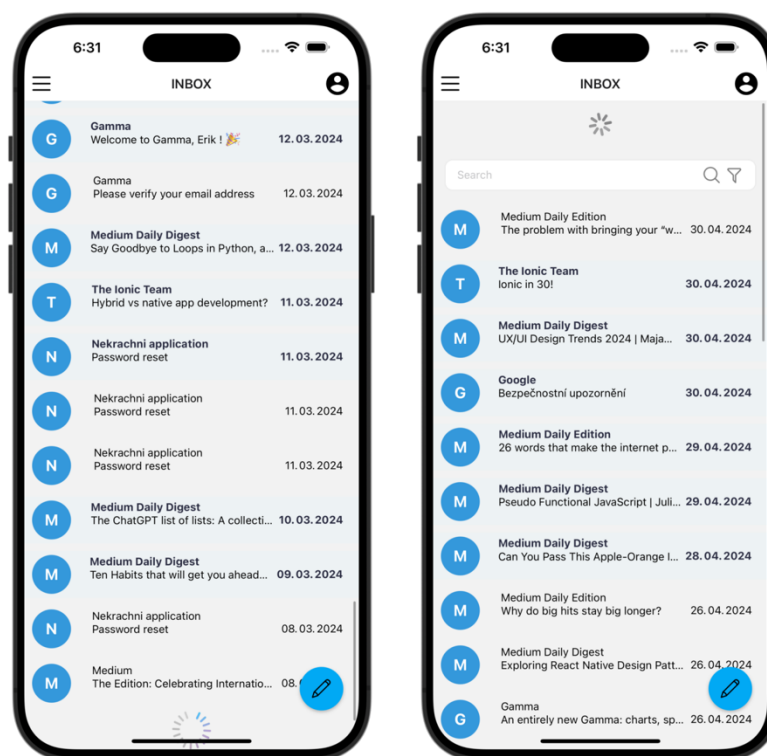 6:31
INBOX
G
Gamma
Welcome to Gamma, Erik ! 🎉
12. 03. 2024
G
Gamma
Please verify your email address
12. 03. 2024
M
Medium Daily Digest
Say Goodbye to Loops in Python, a...
12. 03. 2024
T
The Ionic Team
Hybrid vs native app development?
11. 03. 2024
N
Nekrachni application
Password reset
11. 03. 2024
N
Nekrachni application
Password reset
11. 03. 2024
N
Nekrachni application
Password reset
11. 03. 2024
M
Medium Daily Digest
The ChatGPT list of lists: A collecti...
10. 03. 2024
M
Medium Daily Digest
Ten Habits that will get you ahead...
09. 03. 2024
N
Nekrachni application
Password reset
08. 03. 2024
M
Medium
The Edition: Celebrating Internatio...
08.
6:31
INBOX
Search
M
Medium Daily Edition
The problem with bringing your “w...
30. 04. 2024
T
The Ionic Team
Ionic in 30!
30. 04. 2024
M
Medium Daily Digest
UX/UI Design Trends 2024 | Maja...
30. 04. 2024
G
Google
Bezpečnostní upozornění
30. 04. 2024
M
Medium Daily Edition
26 words that make the internet p...
29. 04. 2024
M
Medium Daily Digest
Pseudo Functional JavaScript | Juli...
29. 04. 2024
M
Medium Daily Digest
Can You Pass This Apple-Orange I...
28. 04. 2024
M
Medium Daily Edition
Why do big hits stay big longer?
26. 04. 2024
M
Medium Daily Digest
Exploring React Native Design Patt...
26. 04. 2024
G
Gamma
An entirely new Gamma: charts, sp...
26. 04. 2024